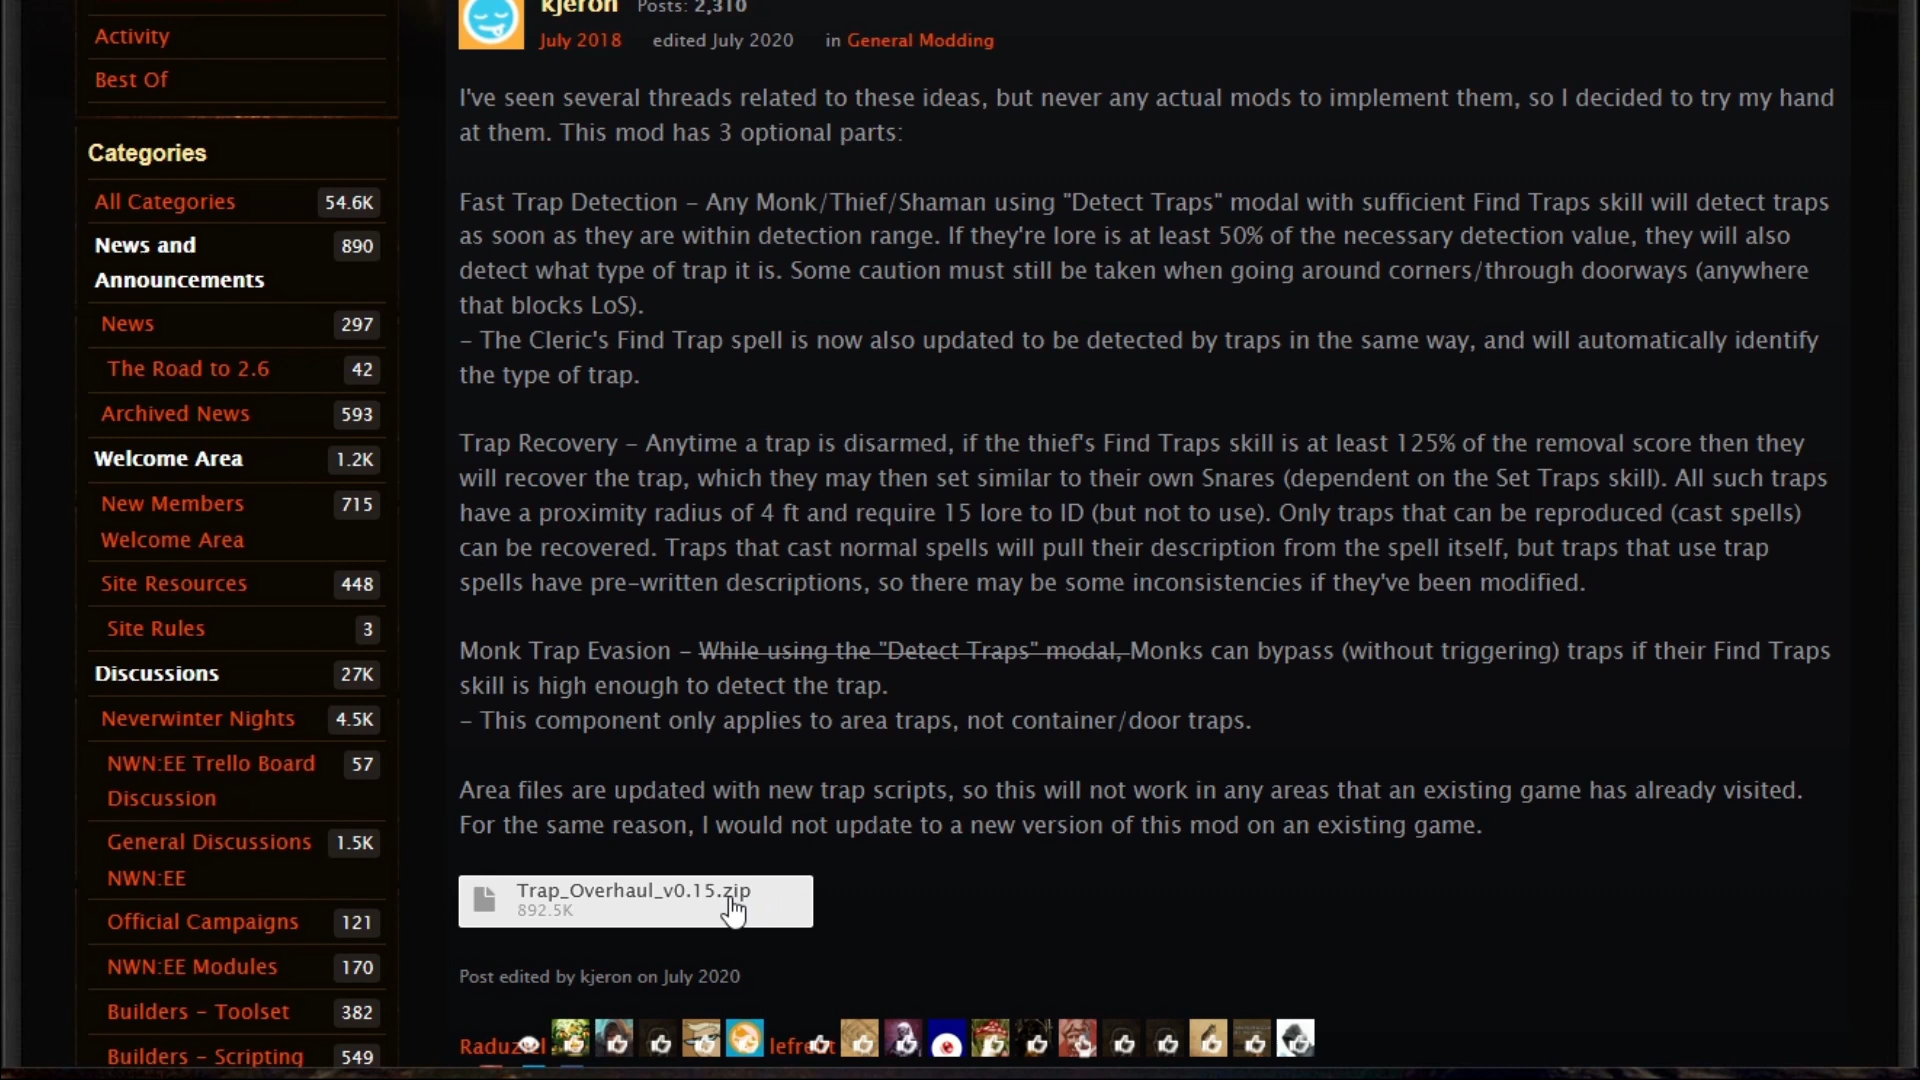 Activity
Best Of
Categories
All Categories 54.6K
News and 890
Announcements
News 297
The Road to 2.6 42
Archived News 593
Welcome Area 1.2K
New Members 715
Welcome Area
Site Resources 448
Site Rules 3
Discussions 27K
Neverwinter Nights 4.5K
NWN:EE Trello Board 57
Discussion
General Discussions 1.5K
NWN:EE
Official Campaigns 121
NWN:EE Modules 170
Builders - Toolset 382
Builders - Scripting 549
kjeron Posts: 2,310
July 2018 edited July 2020 in General Modding
I've seen several threads related to these ideas, but never any actual mods to implement them, so I decided to try my hand
at them. This mod has 3 optional parts:
Fast Trap Detection - Any Monk/Thief/Shaman using "Detect Traps" modal with sufficient Find Traps skill will detect traps
as soon as they are within detection range. If they're lore is at least 50% of the necessary detection value, they will also
detect what type of trap it is. Some caution must still be taken when going around corners/through doorways (anywhere
that blocks LoS).
- The Cleric's Find Trap spell is now also updated to be detected by traps in the same way, and will automatically identify
the type of trap.
Trap Recovery - Anytime a trap is disarmed, if the thief's Find Traps skill is at least 125% of the removal score then they
will recover the trap, which they may then set similar to their own Snares (dependent on the Set Traps skill). All such traps
have a proximity radius of 4 ft and require 15 lore to ID (but not to use). Only traps that can be reproduced (cast spells)
can be recovered. Traps that cast normal spells will pull their description from the spell itself, but traps that use trap
spells have pre-written descriptions, so there may be some inconsistencies if they've been modified.
Monk Trap Evasion - While using the "Detect Traps" modal, Monks can bypass (without triggering) traps if their Find Traps
skill is high enough to detect the trap.
- This component only applies to area traps, not container/door traps.
Area files are updated with new trap scripts, so this will not work in any areas that an existing game has already visited.
For the same reason, I would not update to a new version of this mod on an existing game.
Trap_Overhaul_v0.15.zip
892.5K
Post edited by kjeron on July 2020